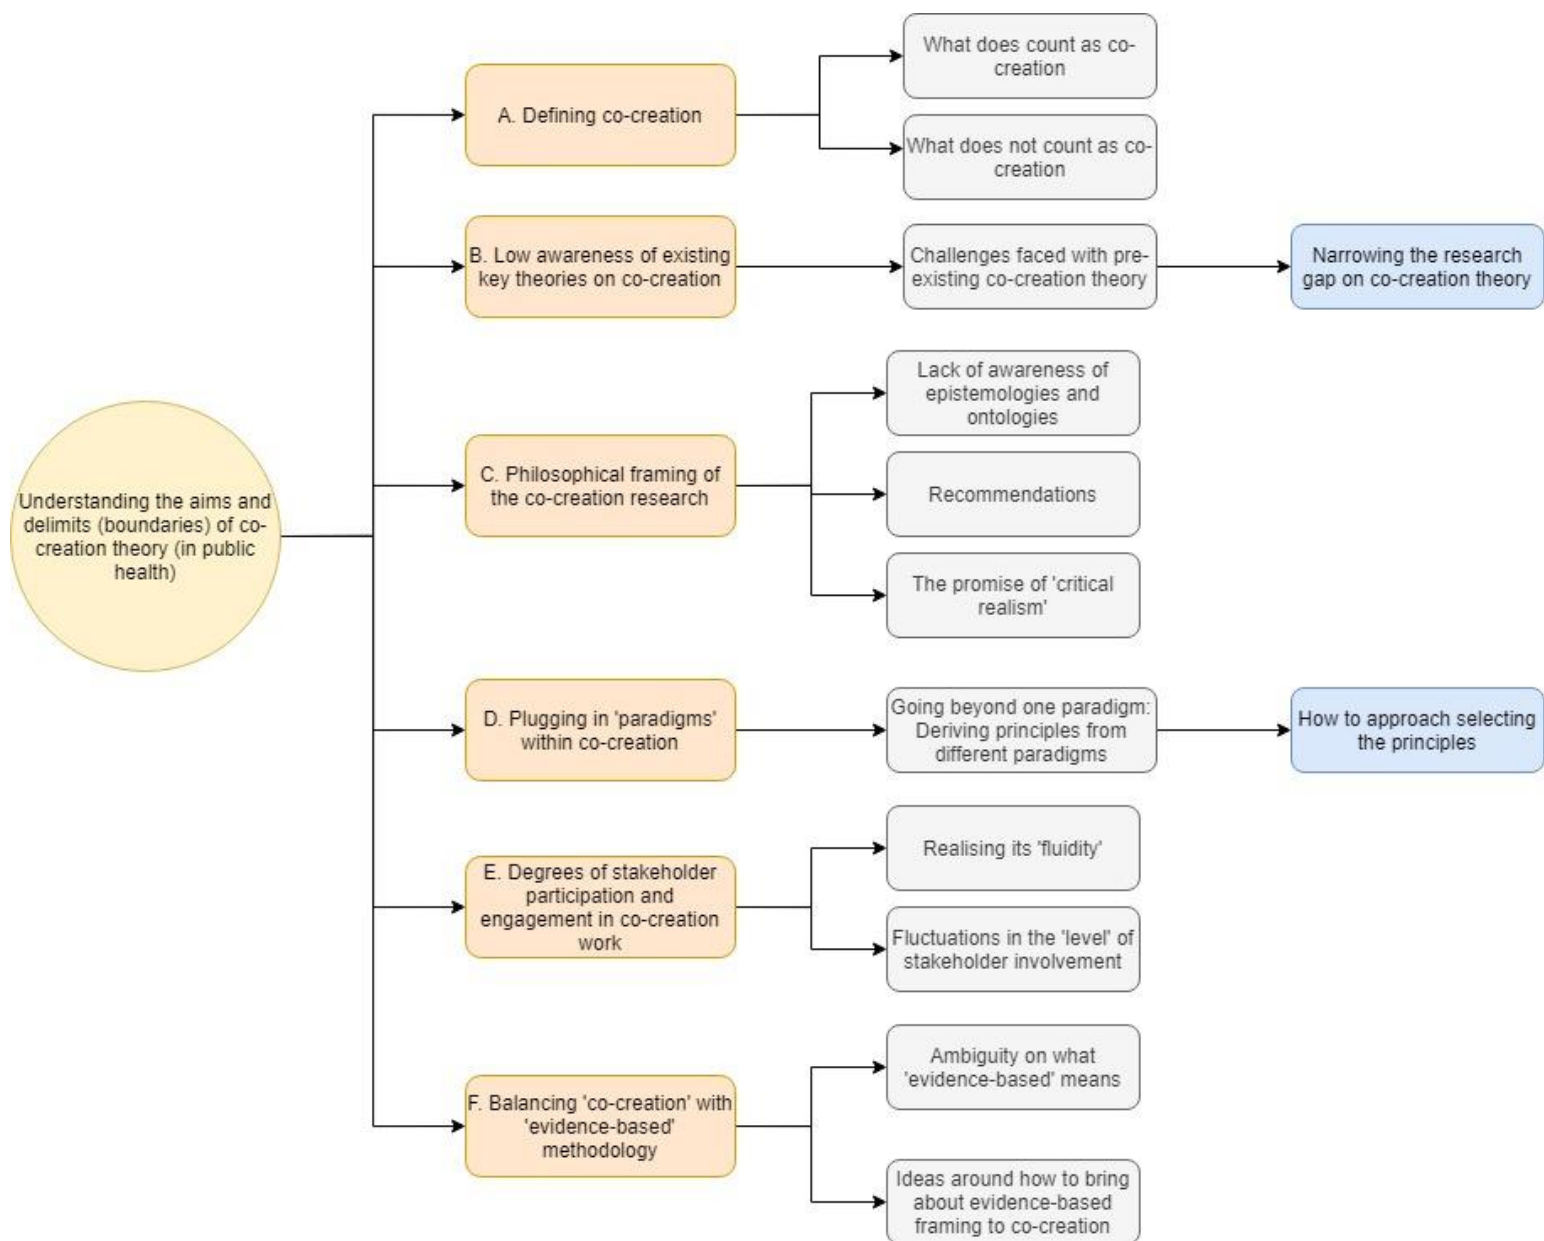 What does count as co-
creation
A. Defining co-creation
What does not count as co-
creation
B. Low awareness of existing
key theories on co-creation
Challenges faced with pre-
existing co-creation theory
Narrowing the research
gap on co-creation theory
Lack of awareness of
epistemologies and
ontologies
C. Philosophical framing of
the co-creation research
Recommendations
The promise of 'critical
realism'
Understanding the aims and
delimits (boundaries) of co-
creation theory (in public
health)
D. Plugging in 'paradigms'
within co-creation
Going beyond one paradigm:
Deriving principles from
different paradigms
How to approach selecting
the principles
Realising its 'fluidity'
E. Degrees of stakeholder
participation and
engagement in co-creation
work
Fluctuations in the 'level' of
stakeholder involvement
Ambiguity on what
'evidence-based' means
F. Balancing 'co-creation' with
'evidence-based'
methodology
Ideas around how to bring
about evidence-based
framing to co-creation